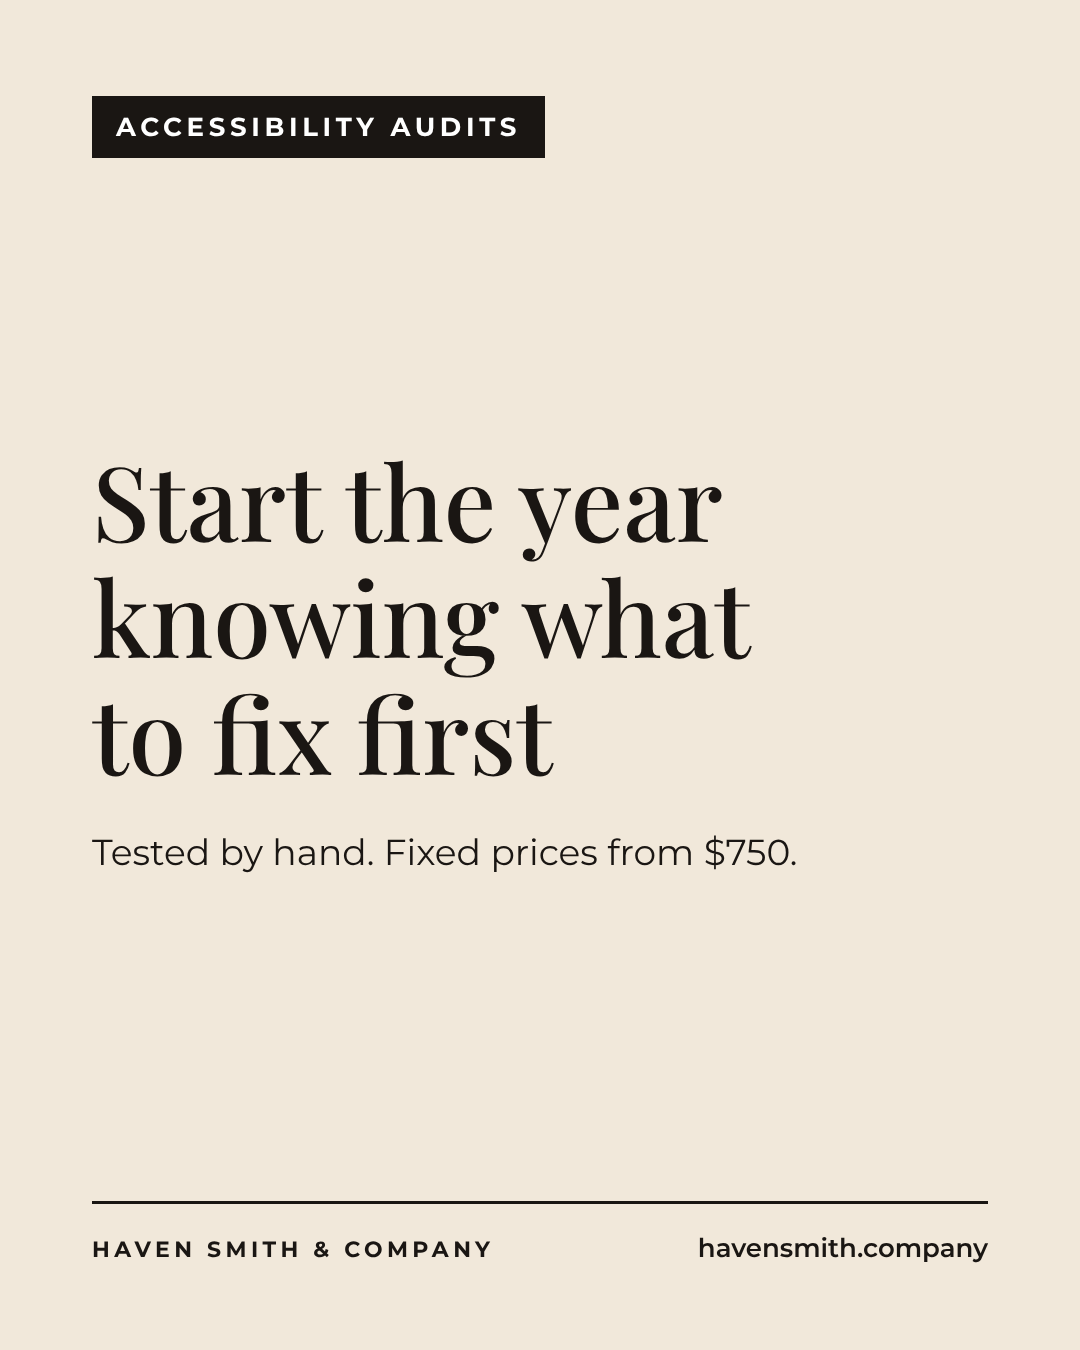 ACCESSIBILITY AUDITS
Start the year
knowing what
to fix first
Tested by hand. Fixed prices from $750.
HAVEN SMITH & COMPANY
havensmith.company